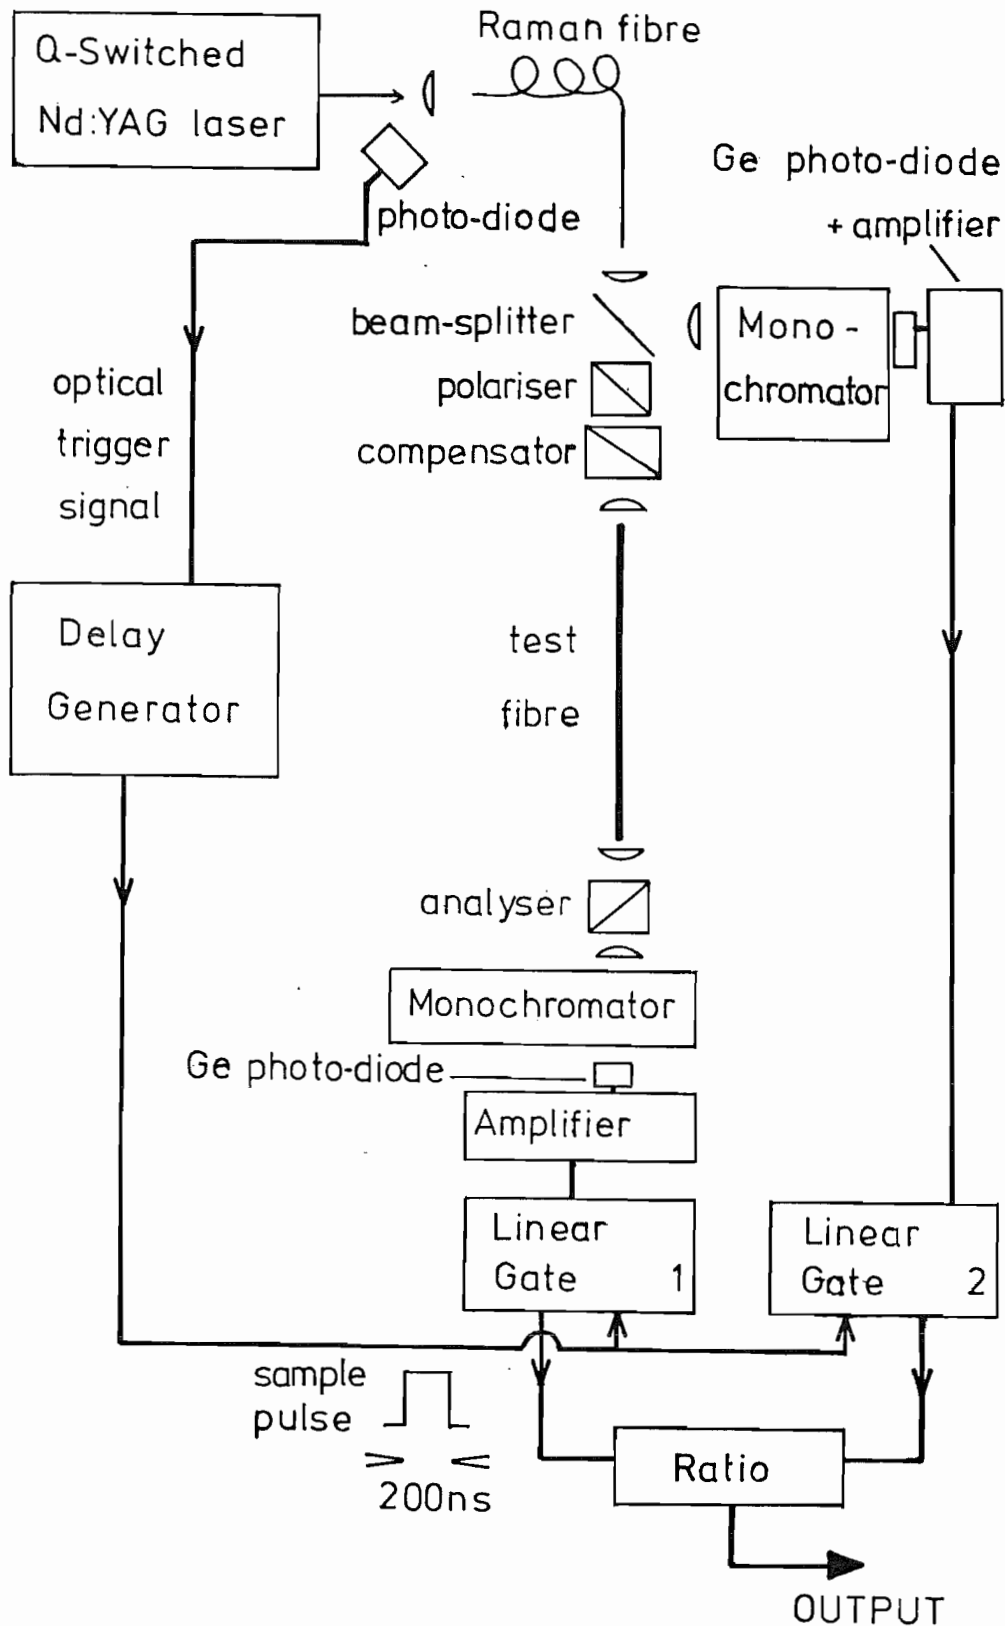 Q-Switched
Nd:YAG laser
Raman fibre
photo-diode
Ge photo-diode
+ amplifier
beam-splitter
Mono-
chromator
polariser
compensator
optical
trigger
signal
Delay
Generator
test
fibre
analyser
Monochromator
Ge photo-diode
Amplifier
Linear
Gate 1
Linear
Gate 2
sample
pulse
200ns
Ratio
OUTPUT